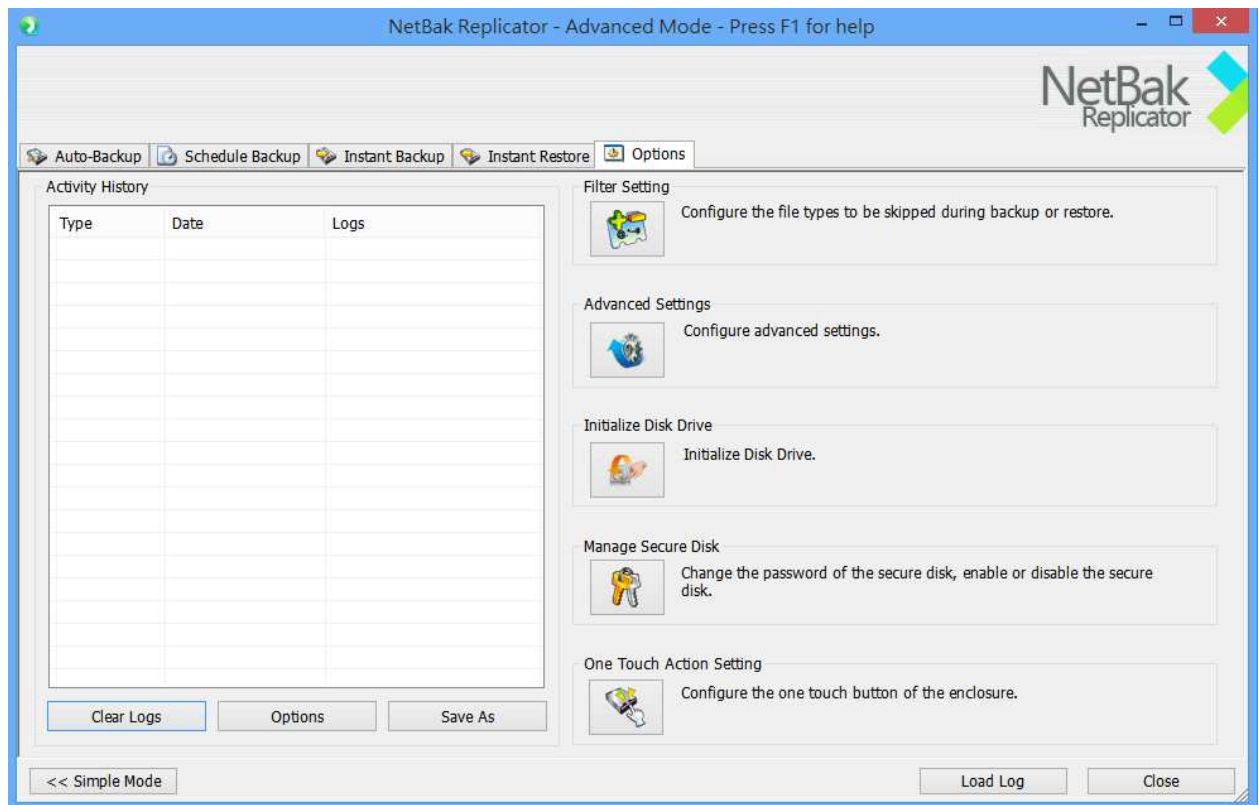 NetBak Replicator - Advanced Mode - Press F1 for help
NetBak
Replicator
Auto-Backup Schedule Backup Instant Backup Instant Restore Options
Activity History
Type Date Logs
Clear Logs Options Save As
Filter Setting
Configure the file types to be skipped during backup or restore.
Advanced Settings
Configure advanced settings.
Initialize Disk Drive
Initialize Disk Drive.
Manage Secure Disk
Change the password of the secure disk, enable or disable the secure
disk.
One Touch Action Setting
Configure the one touch button of the enclosure.
<< Simple Mode Load Log Close